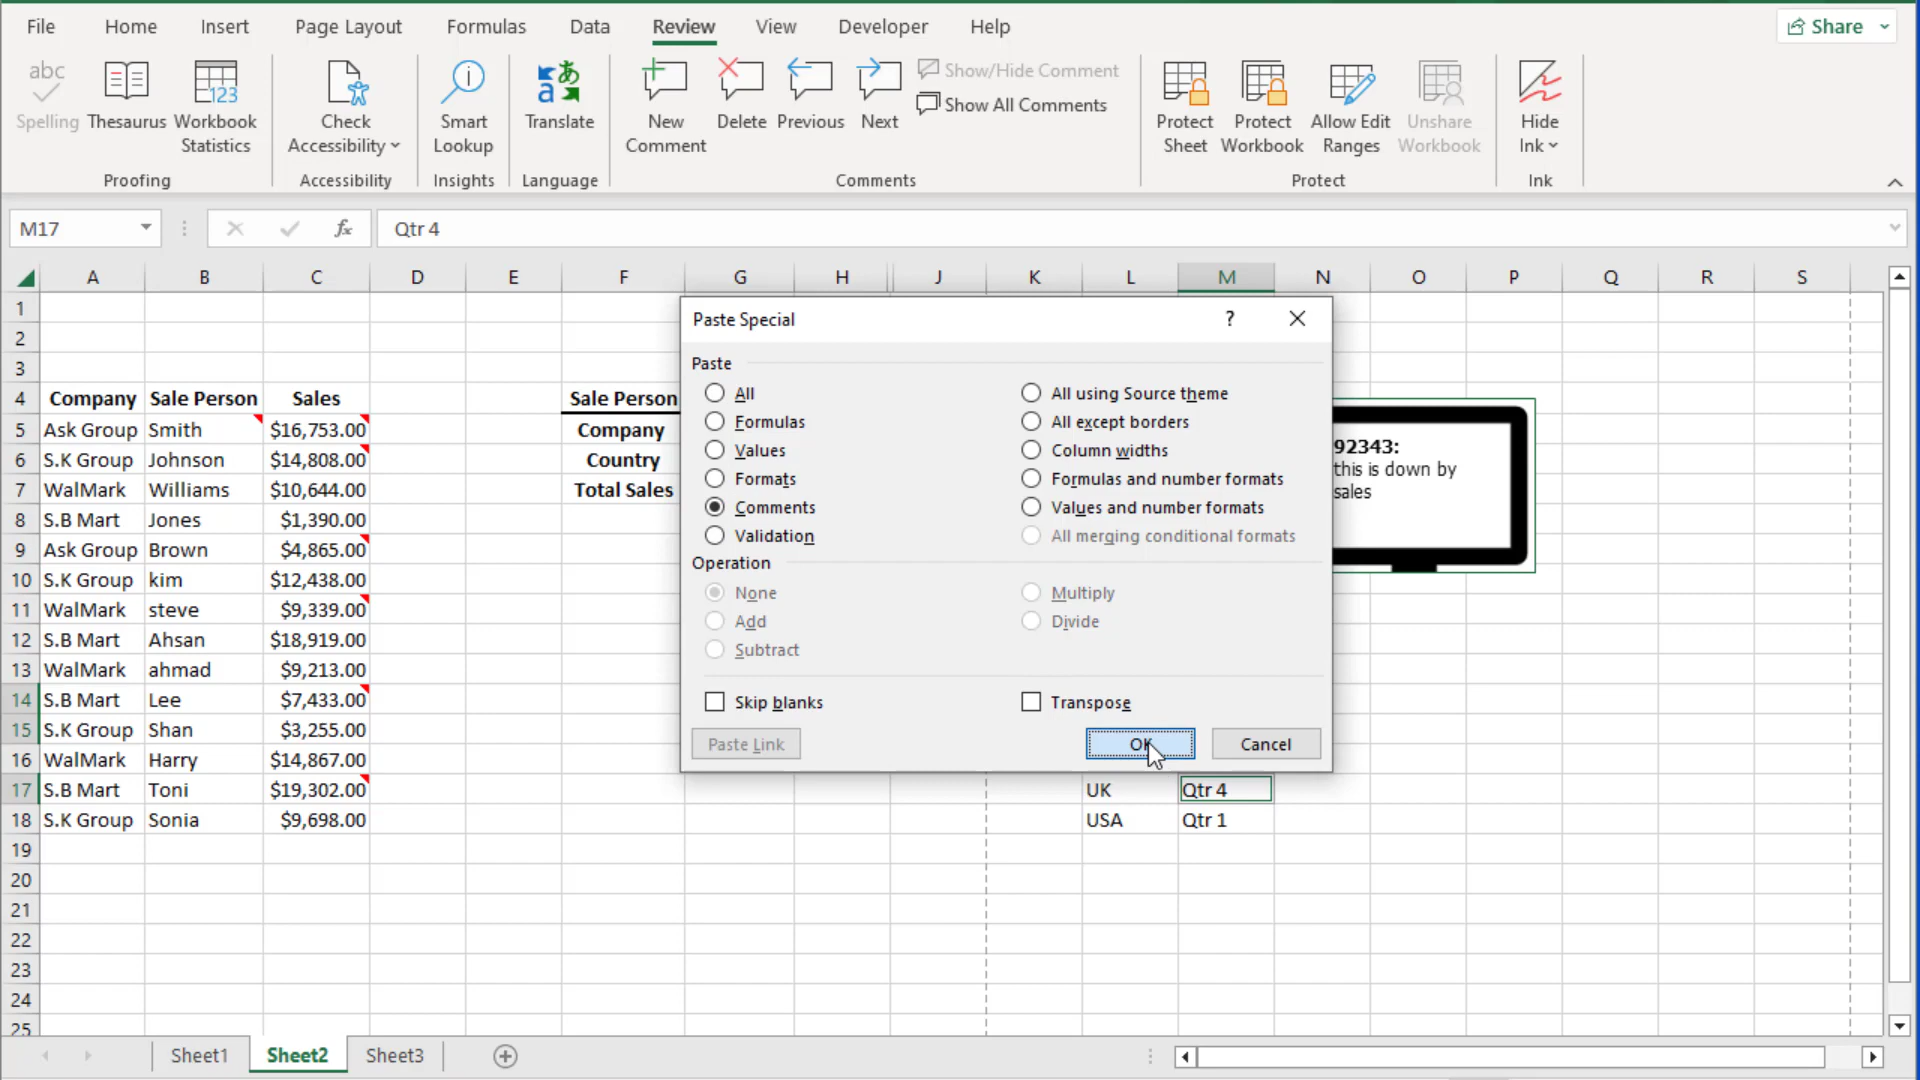 File Home Insert Page Layout Formulas Data Review View Developer Help Share
abc
Spelling
Thesaurus
123
Workbook
Statistics
Proofing
Check
Accessibility
Accessibility
Smart
Lookup
Insights
a あ
Translate
Language
New
Comment
Delete
Previous
Next
Show/Hide Comment
Show All Comments
Comments
Protect
Sheet
Protect
Workbook
Allow Edit
Ranges
Unshare
Workbook
Protect
Hide
Ink
Ink
M17 fx Qtr 4
A B C D E F G H J K L M N O P Q R S
1
2
3
4 Company Sale Person Sales Sale Person
5 Ask Group Smith $16,753.00 Company
6 S.K Group Johnson $14,808.00 Country
7 WalMark Williams $10,644.00 Total Sales
8 S.B Mart Jones $1,390.00
9 Ask Group Brown $4,865.00
10 S.K Group kim $12,438.00
11 WalMark steve $9,339.00
12 S.B Mart Ahsan $18,919.00
13 WalMark ahmad $9,213.00
14 S.B Mart Lee $7,433.00
15 S.K Group Shan $3,255.00
16 WalMark Harry $14,867.00
17 S.B Mart Toni $19,302.00 UK Qtr 4
18 S.K Group Sonia $9,698.00 USA Qtr 1
19
20
21
22
23
24
25
Paste Special ?
Paste
All All using Source theme
Formulas All except borders
Values Column widths
Formats Formulas and number formats
Comments Values and number formats
Validation All merging conditional formats
Operation
None Multiply
Add Divide
Subtract
Skip blanks Transpose
Paste Link OK Cancel
92343:
this is down by
sales
Sheet1 Sheet2 Sheet3